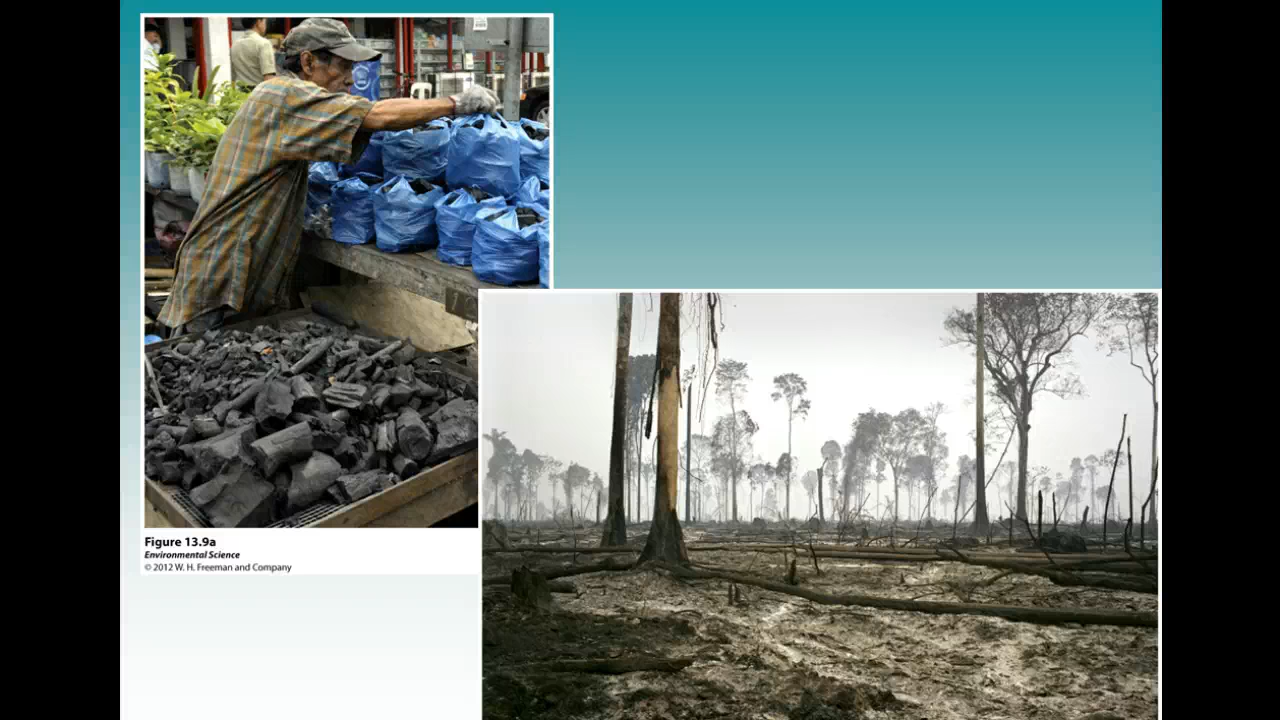 Figure 13.9a
Environmental Science
© 2012 W. H. Freeman and Company